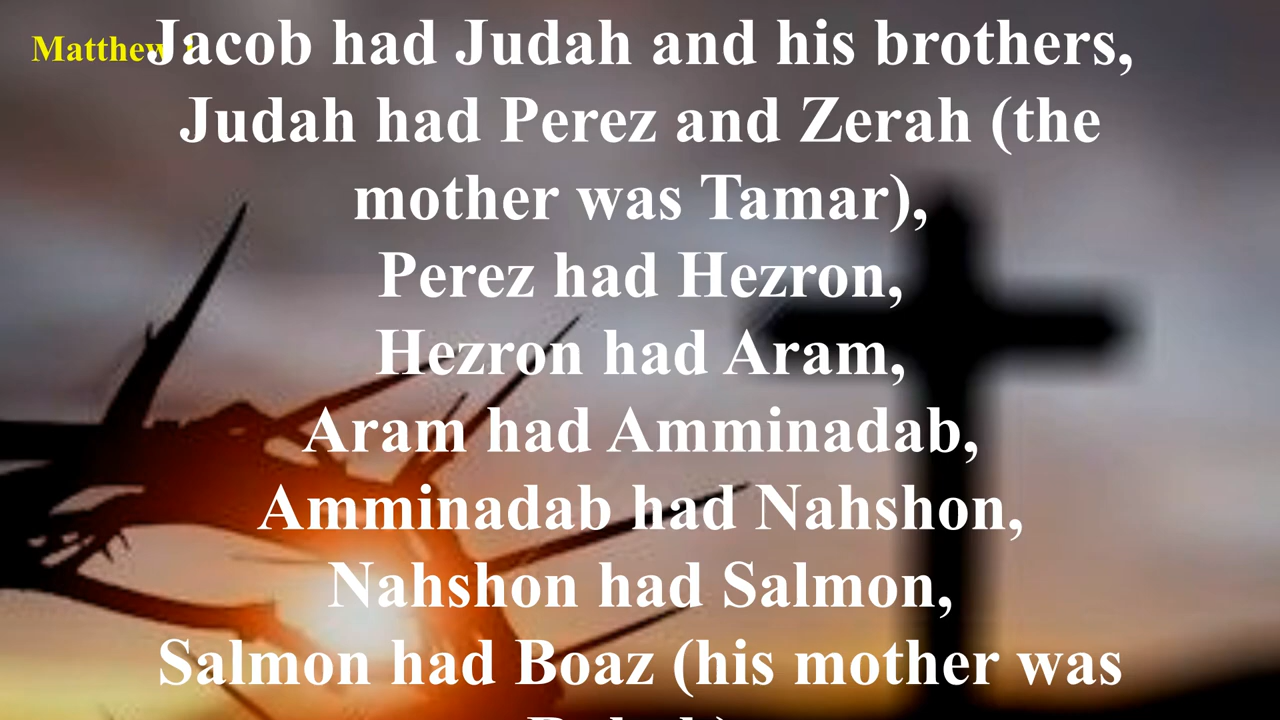 Matthew
Jacob had Judah and his brothers,
Judah had Perez and Zerah (the
mother was Tamar),
Perez had Hezron,
Hezron had Aram,
Aram had Amminadab,
Amminadab had Nahshon,
Nahshon had Salmon,
Salmon had Boaz (his mother was